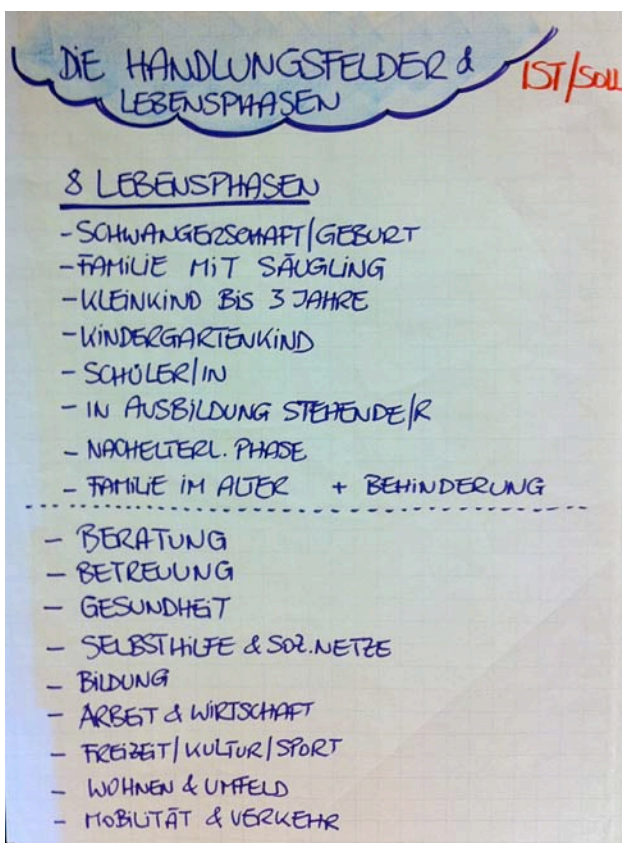 DIE HANDLUNGSFELDER &
LEBENSPHASEN
IST/SOLL
8 LEBENSPHASEN
- SCHWANGERSCHAFT/GEBURT
- FAMILIE MIT SÄUGLING
- KLEINKIND BIS 3 JAHRE
- KINDERGARTENKIND
- SCHÜLER/IN
- IN AUSBILDUNG STEHENDE/R
- NACHELTERL. PHASE
- FAMILIE IM ALTER + BEHINDERUNG
- BERATUNG
- BETREUUNG
- GESUNDHEIT
- SELBSTHILFE & SOZ. NETZE
- BILDUNG
- ARBEIT & WIRTSCHAFT
- FREIZEIT/KULTUR/SPORT
- WOHNEN & UMFELD
- MOBILITÄT & VERKEHR